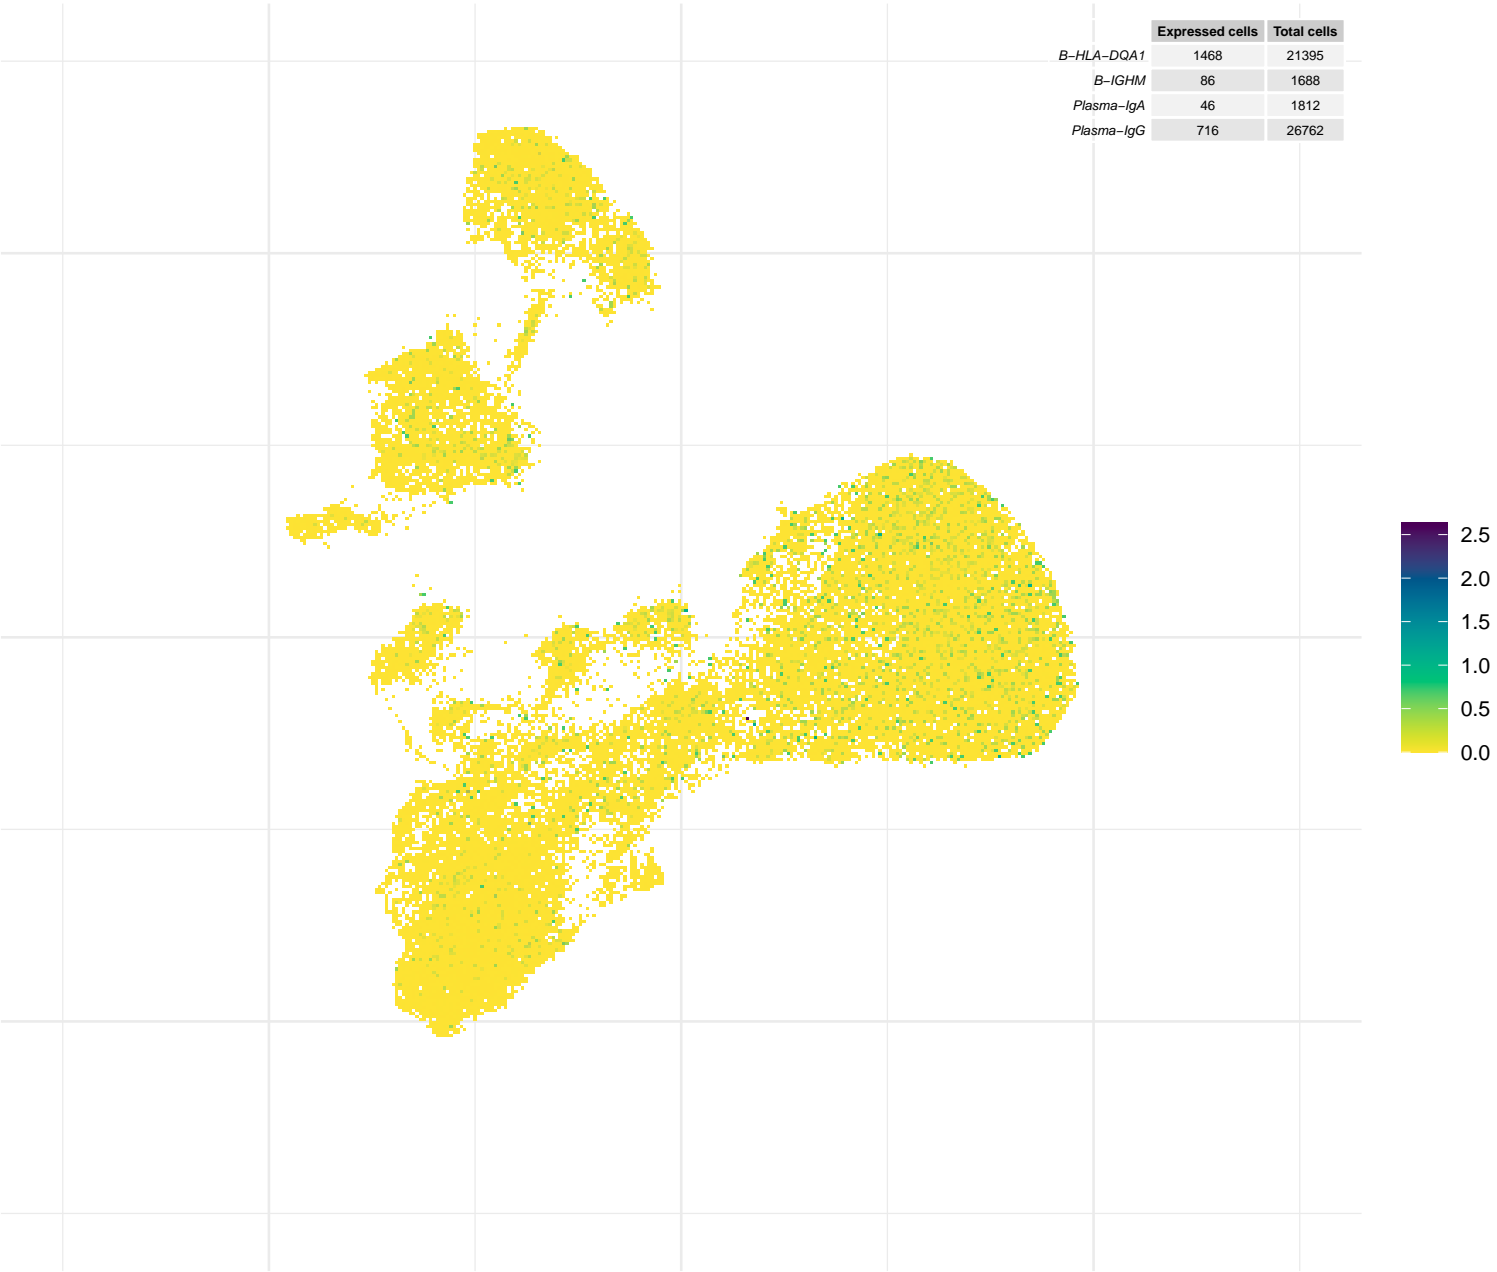 Expressed cells Total cells
B−HLA−DQA1 1468 21395
B−IGHM 86 1688
Plasma−IgA 46 1812
Plasma−IgG 716 26762
2.5
2.0
1.5
1.0
0.5
0.0